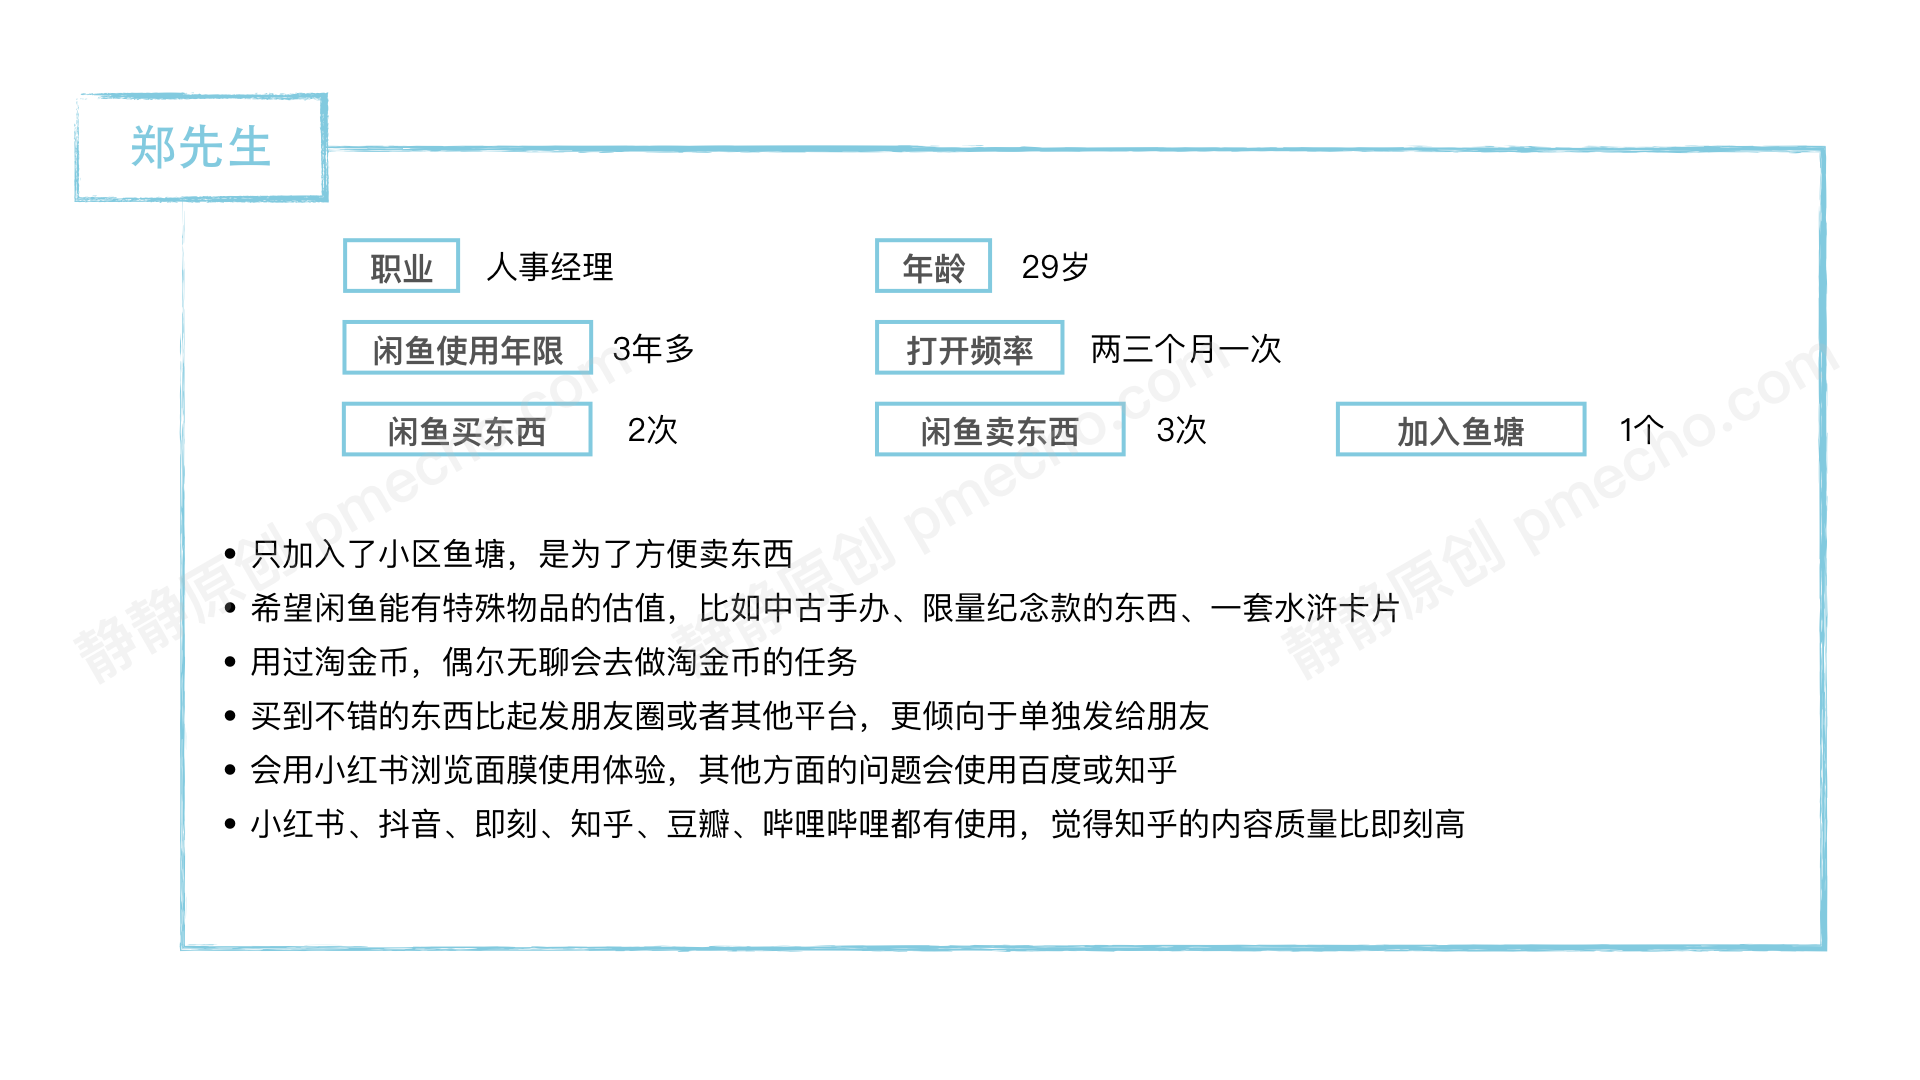 郑先生
职业 人事经理 年龄 29岁
闲鱼使用年限 3年多 打开频率 两三个月一次
闲鱼买东西 2次 闲鱼卖东西 3次 加入鱼塘 1个
• 只加入了小区鱼塘，是为了方便卖东西
• 希望闲鱼能有特殊物品的估值，比如中古手办、限量纪念款的东西、一套水浒卡片
• 用过淘金币，偶尔无聊会去做淘金币的任务
• 买到不错的东西比起发朋友圈或者其他平台，更倾向于单独发给朋友
• 会用小红书浏览面膜使用体验，其他方面的问题会使用百度或知乎
• 小红书、抖音、即刻、知乎、豆瓣、哔哩哔哩都有使用，觉得知乎的内容质量比即刻高
静静原创 pmecho.com
静静原创 pmecho.com
静静原创 pmecho.com